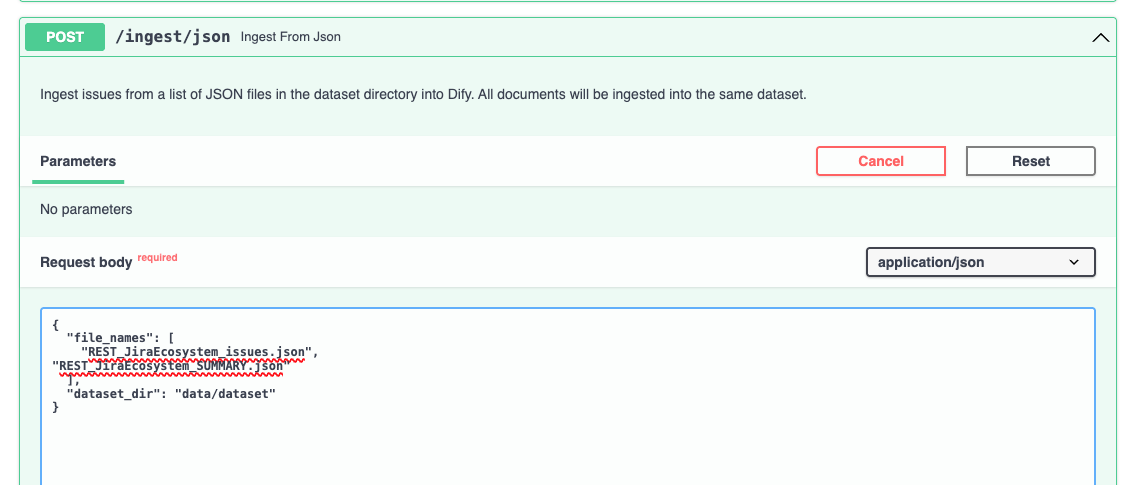 POST /ingest/json Ingest From Json
Ingest issues from a list of JSON files in the dataset directory into Dify. All documents will be ingested into the same dataset.
Parameters
Cancel
Reset
No parameters
Request body required
application/json
{
  "file_names": [
    "REST_JiraEcosystem_issues.json",
"REST_JiraEcosystem_SUMMARY.json"
  ],
  "dataset_dir": "data/dataset"
}